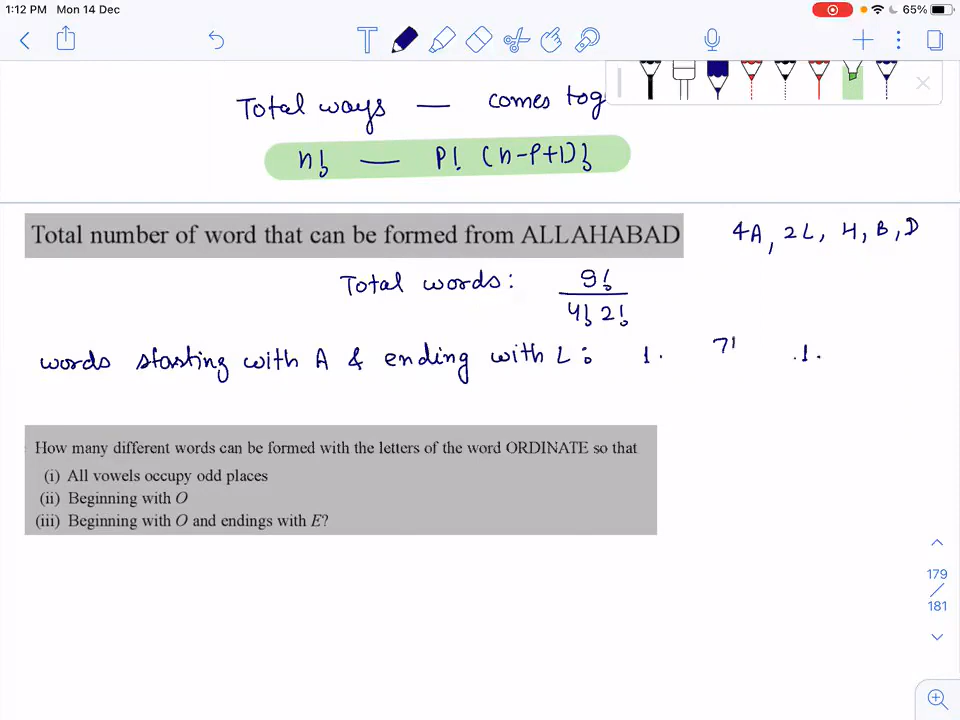 1:12 PM Mon 14 Dec 65%
Total ways — comes tog
n! — P! (n-P+1)!
Total number of word that can be formed from ALLAHABAD 4A, 2L, H, B, D
Total words: 9!
4! 2!
words starting with A & ending with L: 1. 7! .1.
How many different words can be formed with the letters of the word ORDINATE so that
(i) All vowels occupy odd places
(ii) Beginning with O
(iii) Beginning with O and endings with E?
179
/
181